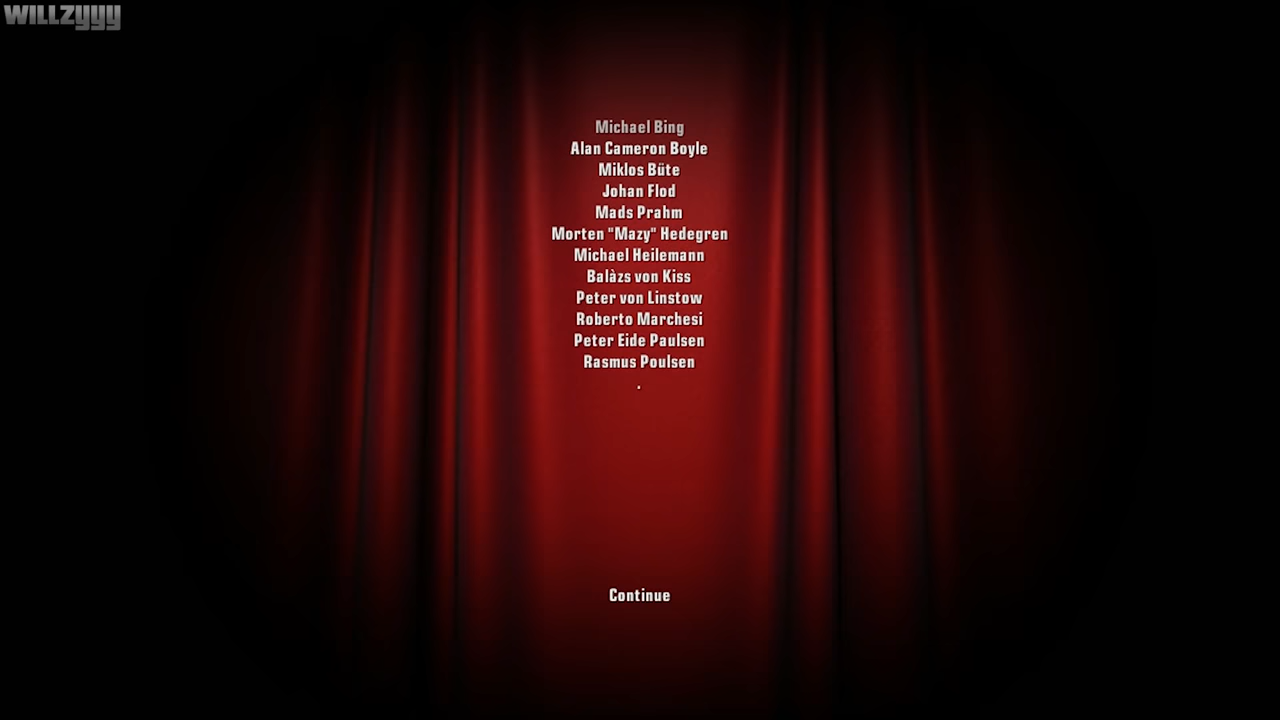 WILLZyyy
Michael Bing
Alan Cameron Boyle
Miklos Büte
Johan Flod
Mads Prahm
Morten "Mazy" Hedegren
Michael Heilemann
Balàzs von Kiss
Peter von Linstow
Roberto Marchesi
Peter Eide Paulsen
Rasmus Poulsen
.
Continue